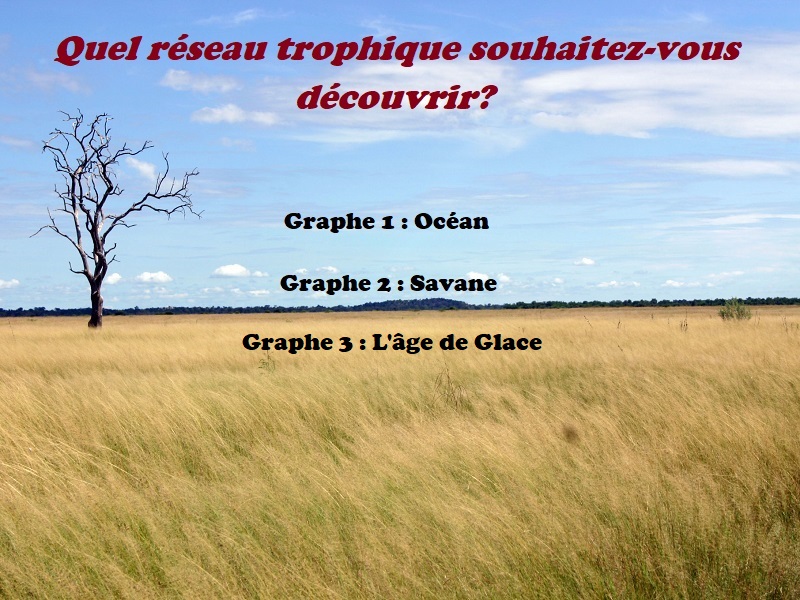 Quel réseau trophique souhaitez-vous
découvrir?
Graphe 1 : Océan
Graphe 2 : Savane
Graphe 3 : L'âge de Glace